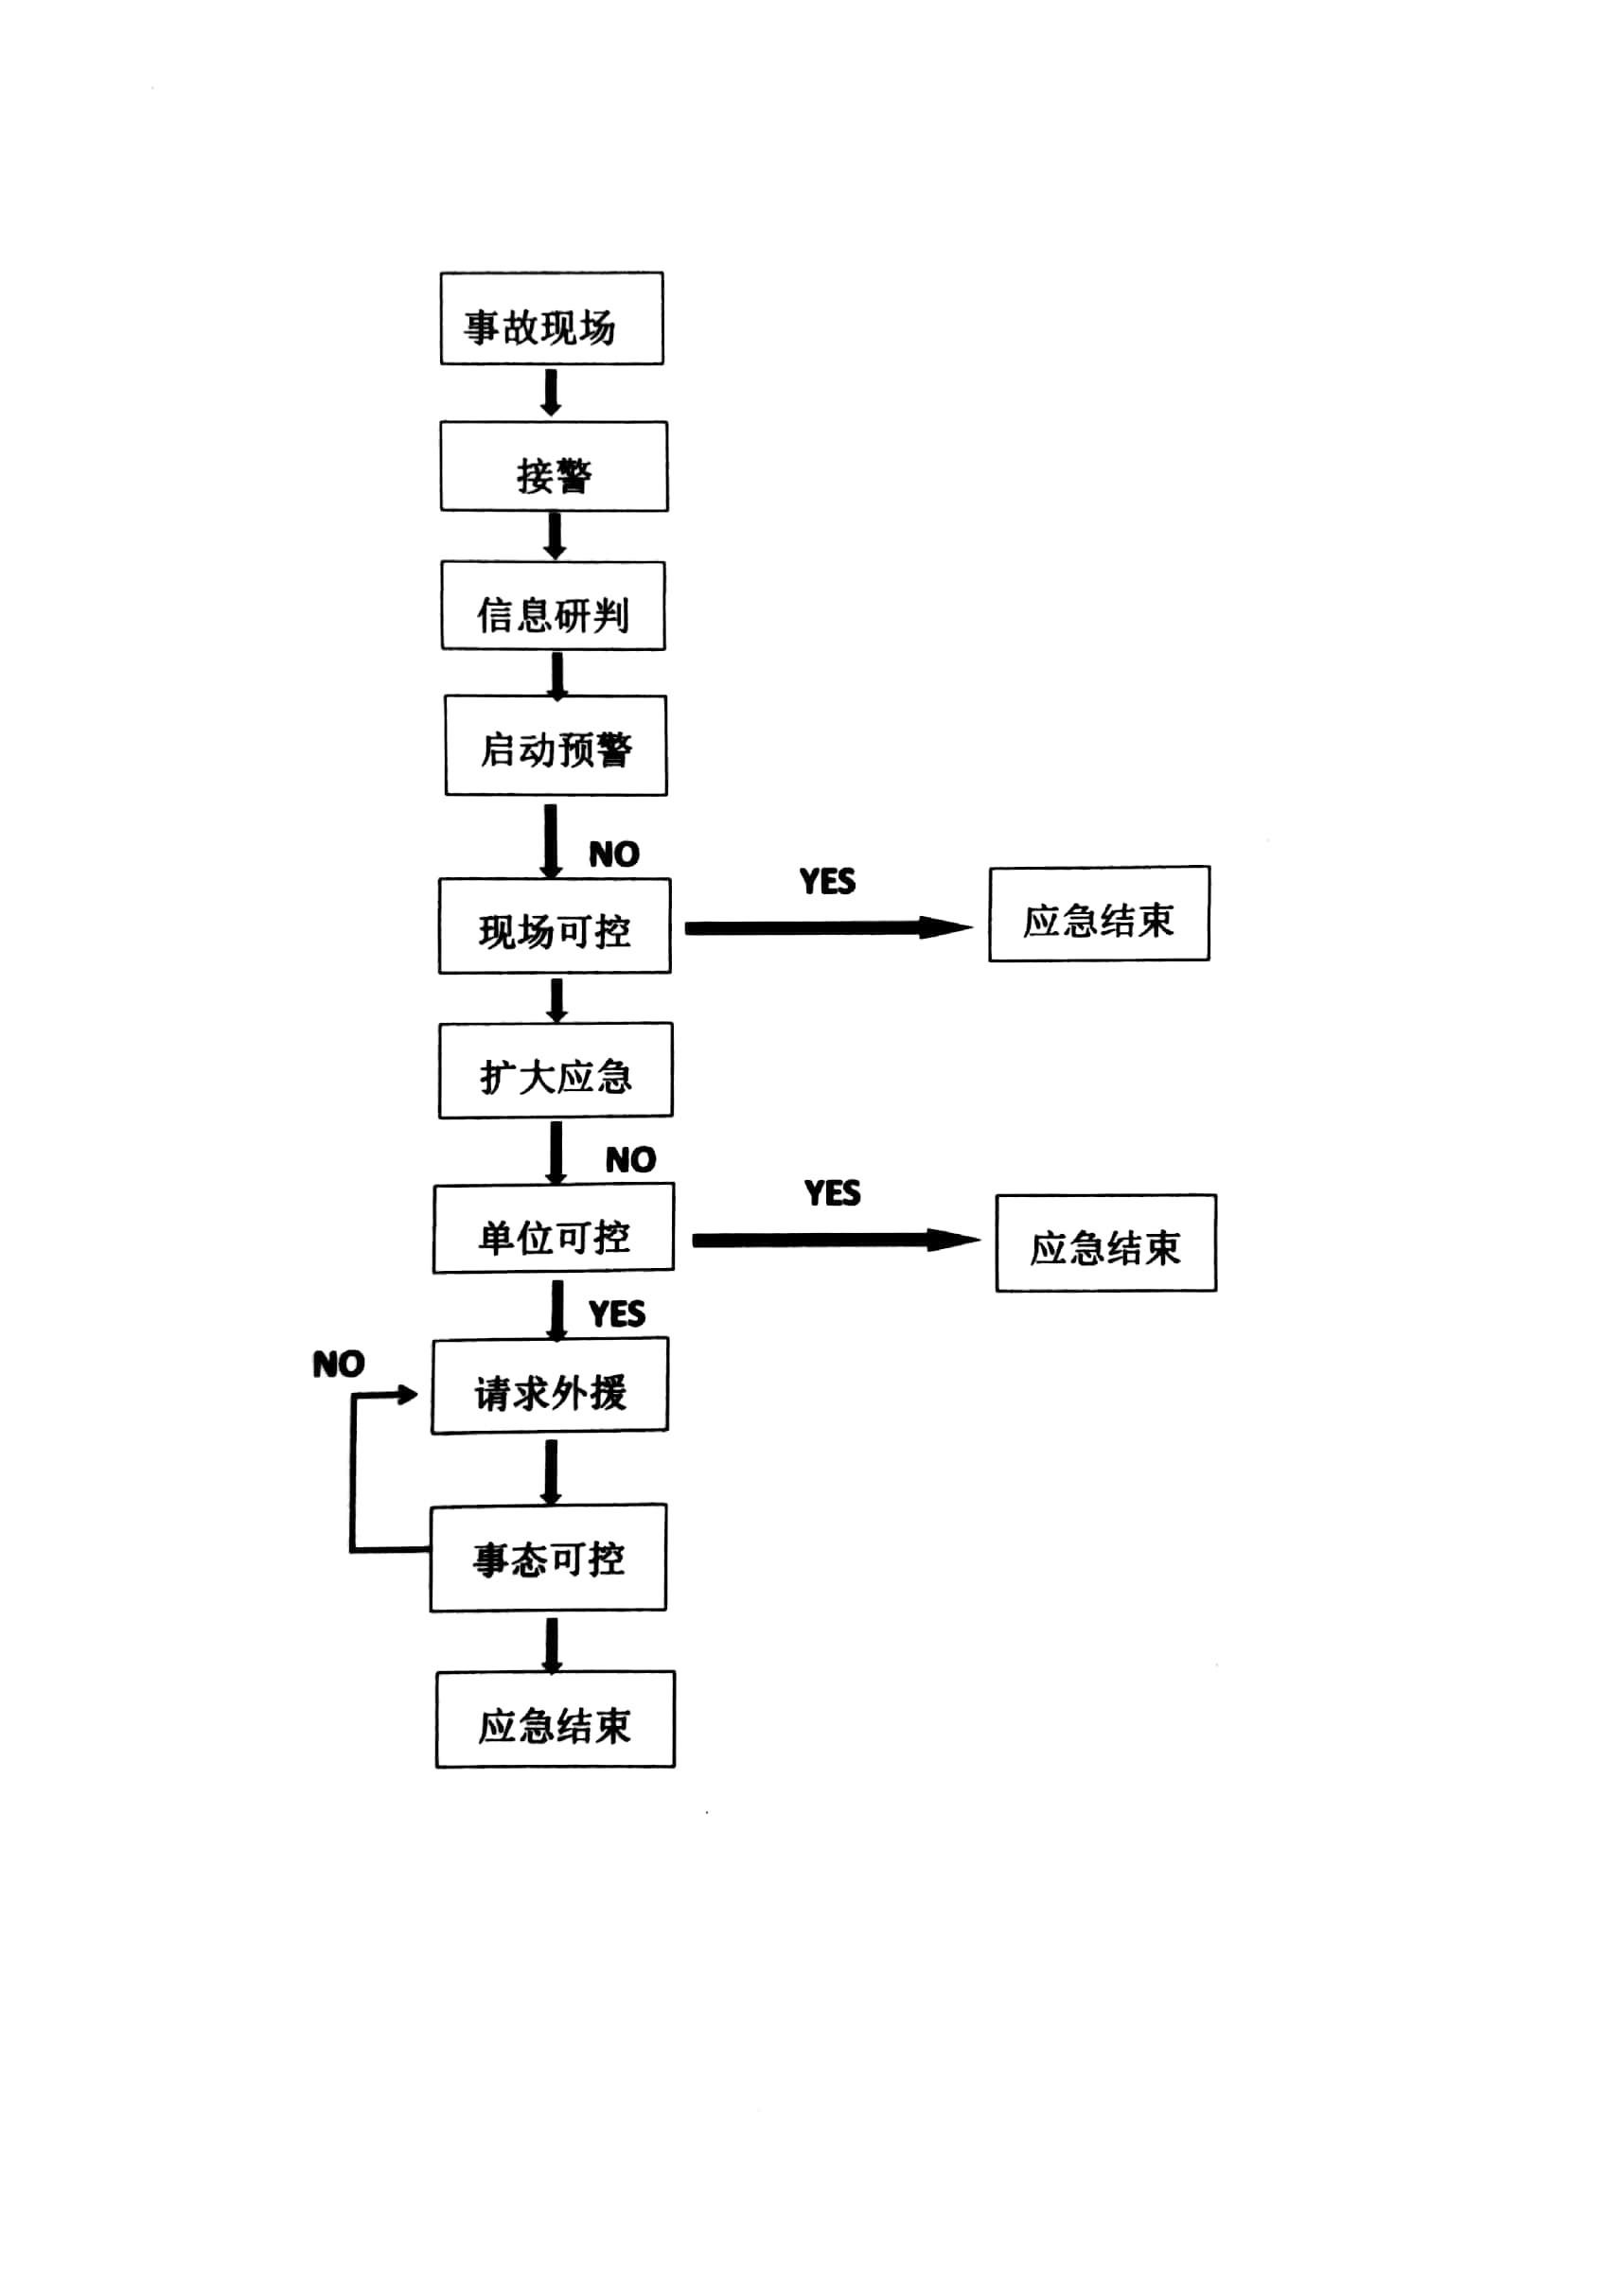 事故现场
接警
信息研判
启动预警
NO
YES
现场可控
应急结束
扩大应急
NO
YES
单位可控
应急结束
YES
NO
请求外援
事态可控
应急结束